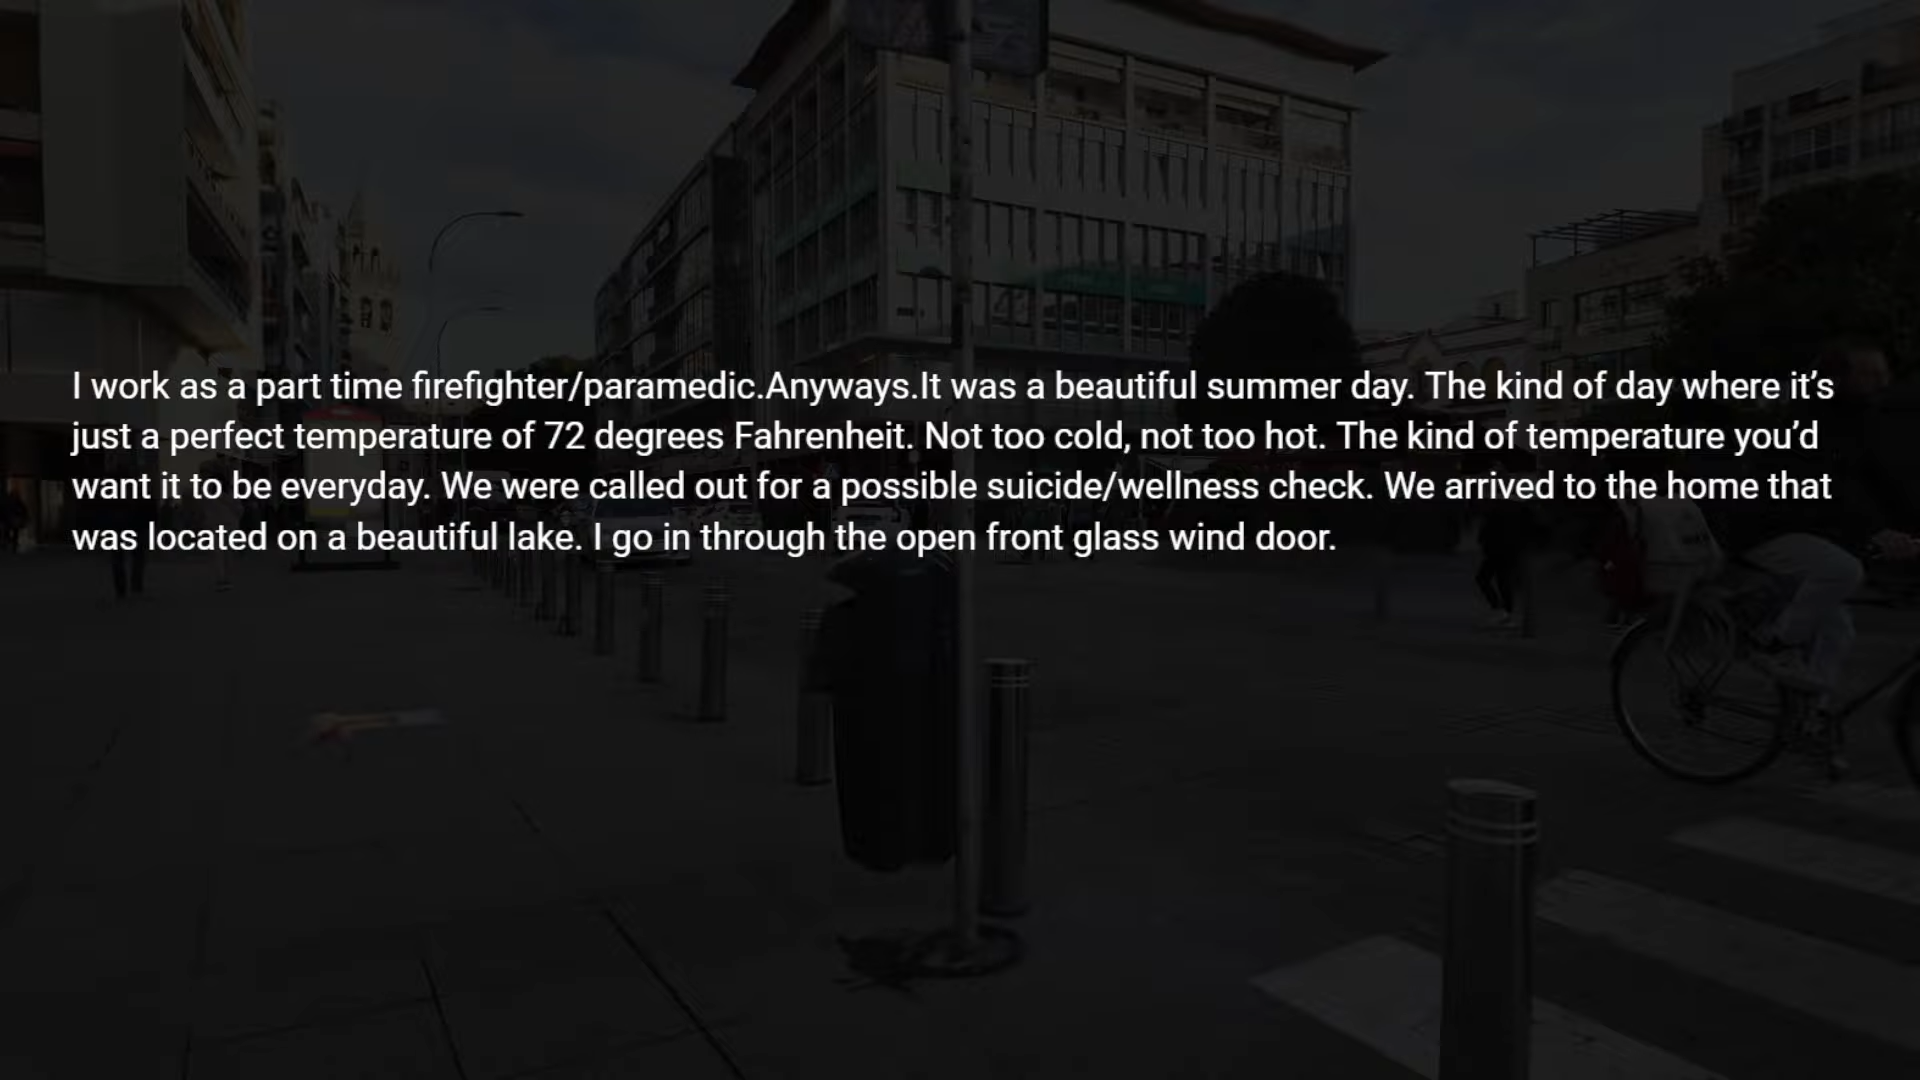 I work as a part time firefighter/paramedic.Anyways.It was a beautiful summer day. The kind of day where it’s
just a perfect temperature of 72 degrees Fahrenheit. Not too cold, not too hot. The kind of temperature you’d
want it to be everyday. We were called out for a possible suicide/wellness check. We arrived to the home that
was located on a beautiful lake. I go in through the open front glass wind door.